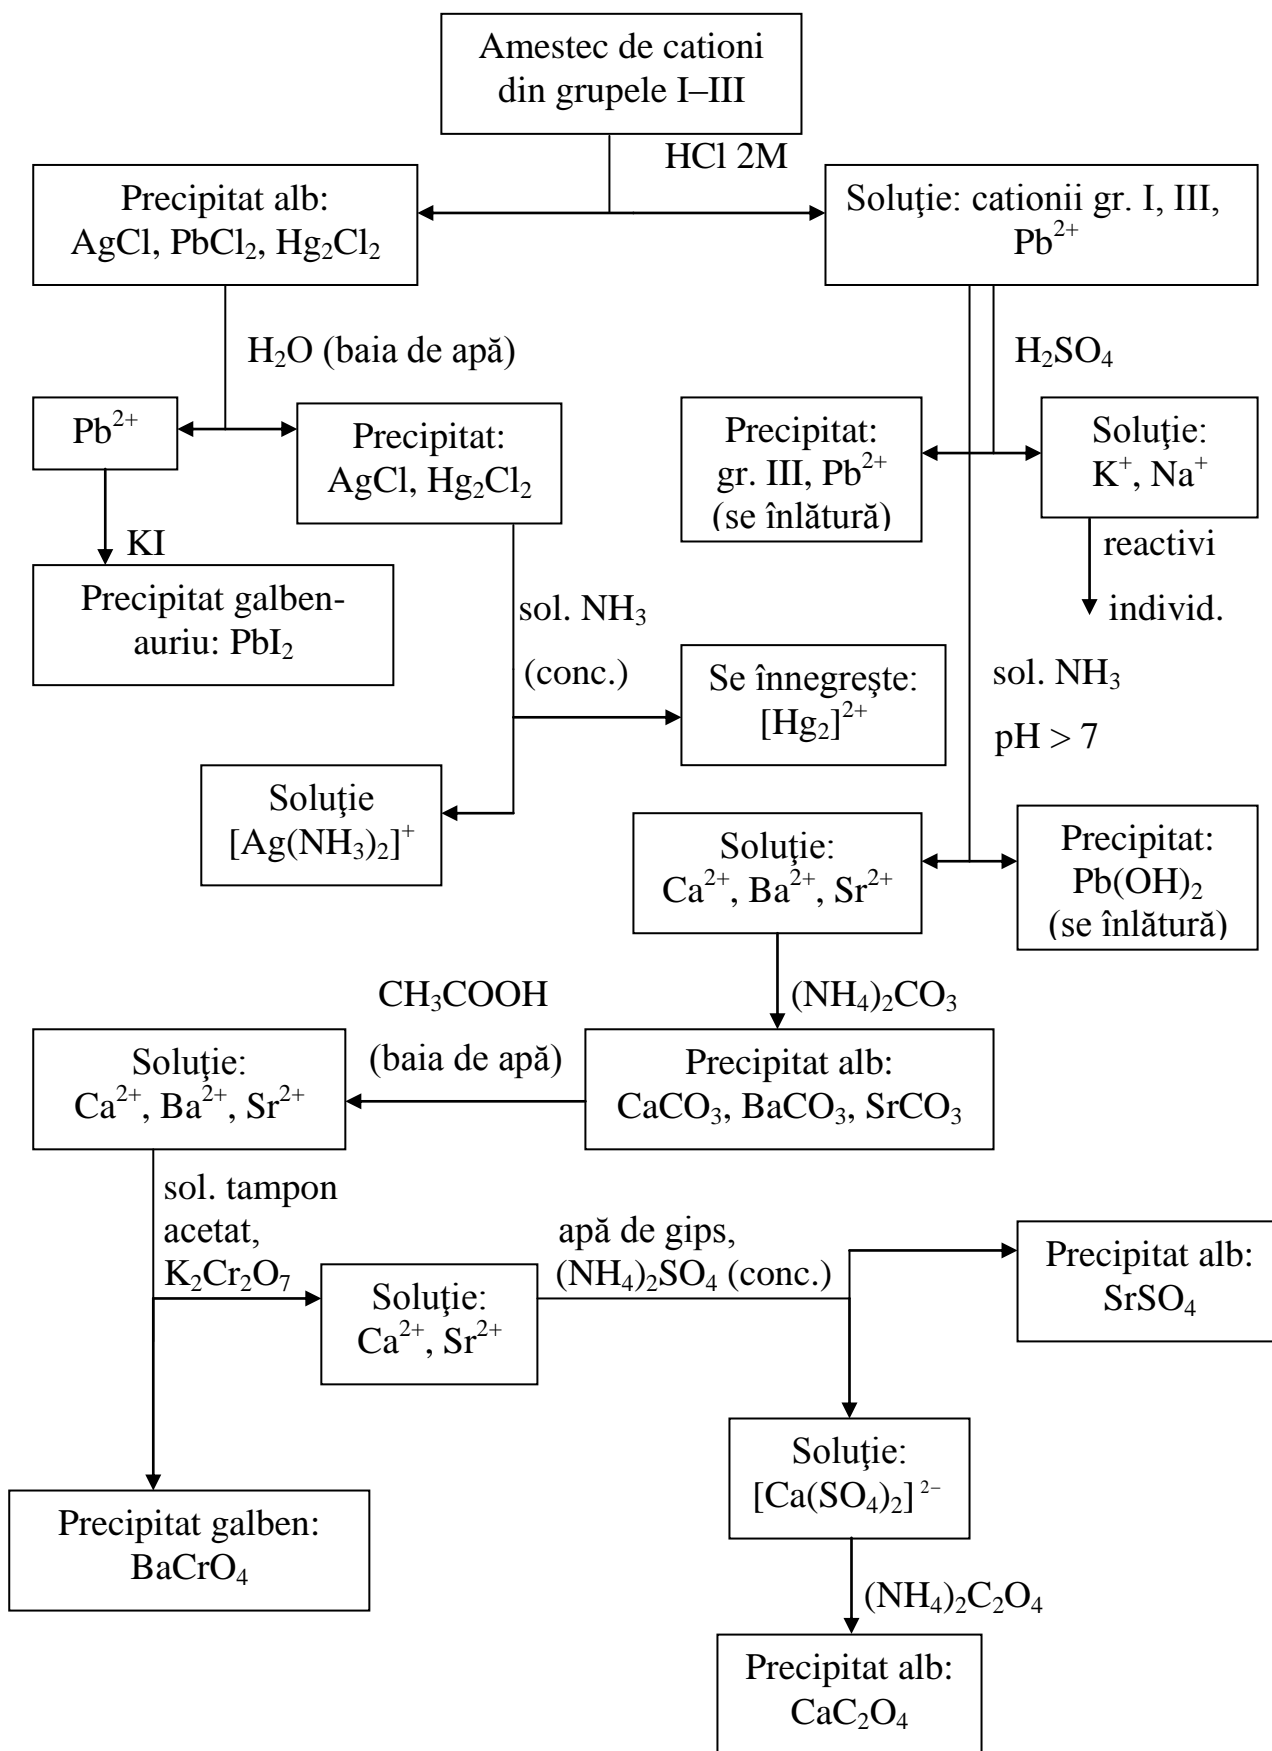 Amestec de cationi
din grupele I–III
HCl 2M
Precipitat alb:
AgCl, PbCl₂, Hg₂Cl₂
Soluţie: cationii gr. I, III,
Pb²⁺
H₂O (baia de apă)
H₂SO₄
Pb²⁺
Precipitat:
AgCl, Hg₂Cl₂
Precipitat:
gr. III, Pb²⁺
(se înlătură)
Soluţie:
K⁺, Na⁺
KI
reactivi
individ.
Precipitat galben-
auriu: PbI₂
sol. NH₃
(conc.)
Se înnegreşte:
[Hg₂]²⁺
sol. NH₃
pH > 7
Soluţie
[Ag(NH₃)₂]⁺
Soluţie:
Ca²⁺, Ba²⁺, Sr²⁺
Precipitat:
Pb(OH)₂
(se înlătură)
CH₃COOH
(baia de apă)
(NH₄)₂CO₃
Soluţie:
Ca²⁺, Ba²⁺, Sr²⁺
Precipitat alb:
CaCO₃, BaCO₃, SrCO₃
sol. tampon
acetat,
K₂Cr₂O₇
apă de gips,
(NH₄)₂SO₄ (conc.)
Precipitat alb:
SrSO₄
Soluţie:
Ca²⁺, Sr²⁺
Soluţie:
[Ca(SO₄)₂]²⁻
Precipitat galben:
BaCrO₄
(NH₄)₂C₂O₄
Precipitat alb:
CaC₂O₄